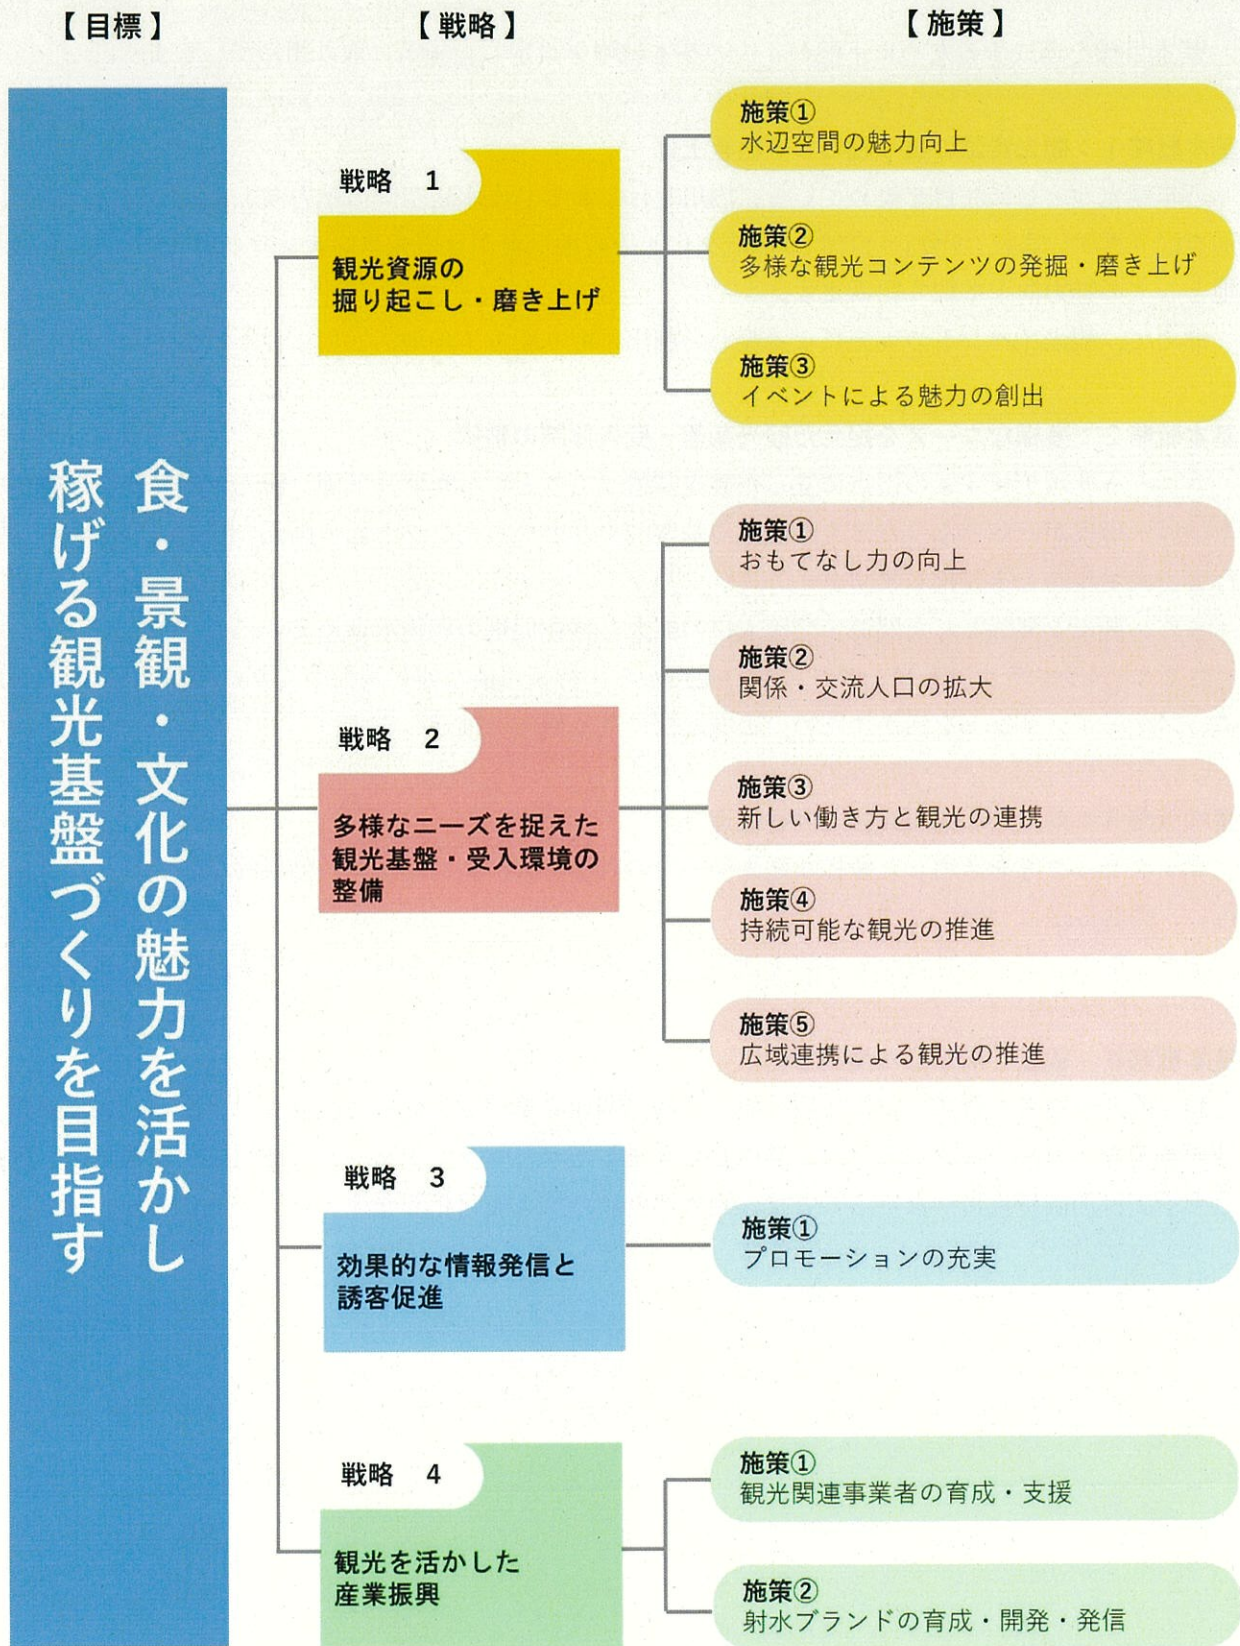 【目標】
【戦略】
【施策】
食・景観・文化の魅力を活かし
稼げる観光基盤づくりを目指す
戦略 1
観光資源の
掘り起こし・磨き上げ
施策①
水辺空間の魅力向上
施策②
多様な観光コンテンツの発掘・磨き上げ
施策③
イベントによる魅力の創出
戦略 2
多様なニーズを捉えた
観光基盤・受入環境の
整備
施策①
おもてなし力の向上
施策②
関係・交流人口の拡大
施策③
新しい働き方と観光の連携
施策④
持続可能な観光の推進
施策⑤
広域連携による観光の推進
戦略 3
効果的な情報発信と
誘客促進
施策①
プロモーションの充実
戦略 4
観光を活かした
産業振興
施策①
観光関連事業者の育成・支援
施策②
射水ブランドの育成・開発・発信